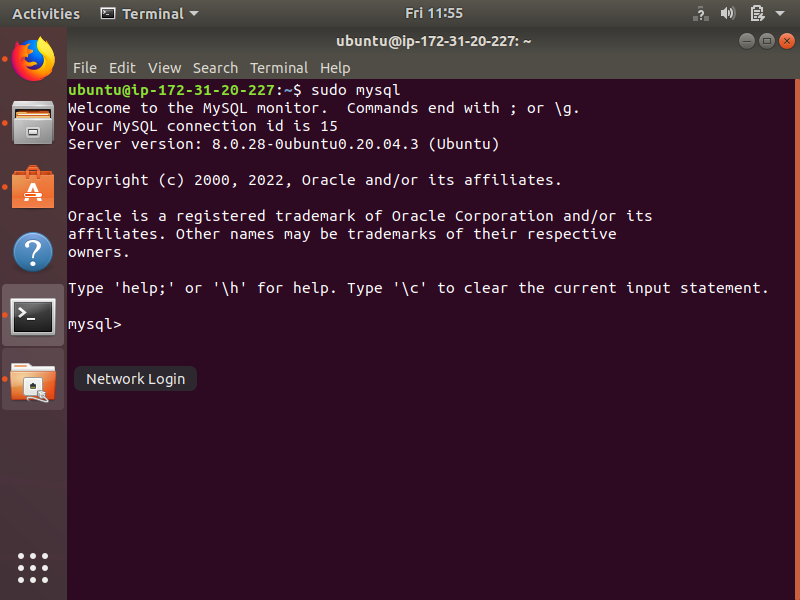 Activities Terminal Fri 11:55
ubuntu@ip-172-31-20-227: ~
File Edit View Search Terminal Help
ubuntu@ip-172-31-20-227:~$ sudo mysql
Welcome to the MySQL monitor.  Commands end with ; or \g.
Your MySQL connection id is 15
Server version: 8.0.28-0ubuntu0.20.04.3 (Ubuntu)
Copyright (c) 2000, 2022, Oracle and/or its affiliates.
Oracle is a registered trademark of Oracle Corporation and/or its
affiliates. Other names may be trademarks of their respective
owners.
Type 'help;' or '\h' for help. Type '\c' to clear the current input statement.
mysql>
Network Login